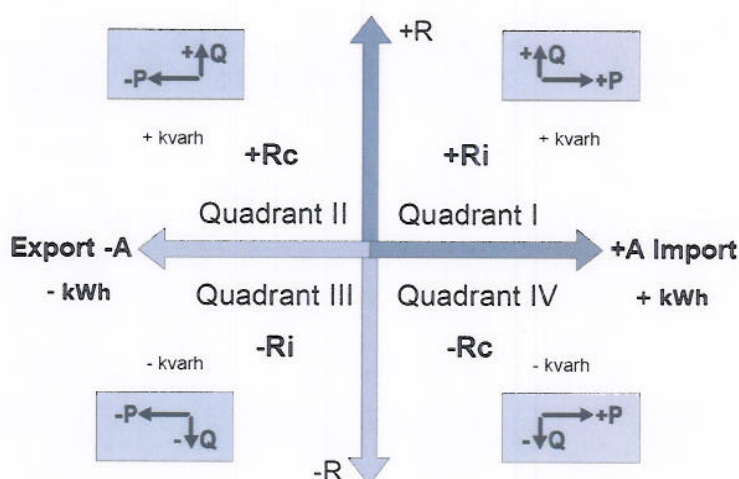 +R
+Q
-P
+Q
+P
+ kvarh
+ kvarh
+Rc
+Ri
Quadrant II
Quadrant I
Export -A
+A Import
- kWh
+ kWh
Quadrant III
Quadrant IV
-Ri
-Rc
- kvarh
- kvarh
-P
-Q
+P
-Q
-R